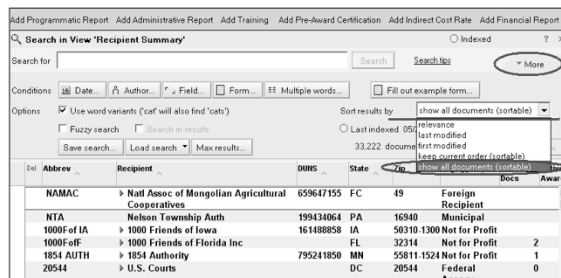 Add Programmatic Report Add Administrative Report Add Training Add Pre-Award Certification Add Indirect Cost Rate Add Financial Report
Search in View 'Recipient Summary' Indexed ?
Search for Search Search tips More
Conditions Date... Author... Field... Form... Multiple words... Fill out example form...
Options Use word variants ('cat' will also find 'cats') Sort results by show all documents (sortable)
Fuzzy search Search in results Last indexed 05/
Save search... Load search Max results... 33,222 docume
relevance
last modified
first modified
keep current order (sortable)
show all documents (sortable)
Del Abbrev Recipient DUNS State Zip Docs Awar
NAMAC Natl Assoc of Mongolian Agricultural Cooperatives 659647155 FC 49 Foreign Recipient
NTA Nelson Township Auth 199434064 PA 16940 Municipal
1000Fof IA 1000 Friends of Iowa 161488858 IA 50310-1300 Not for Profit
1000FofF 1000 Friends of Florida Inc FL 32314 Not for Profit 2
1854 AUTH 1854 Authority 795241850 MN 55811-1524 Not for Profit 1
20544 U.S. Courts DC 20544 Federal 0